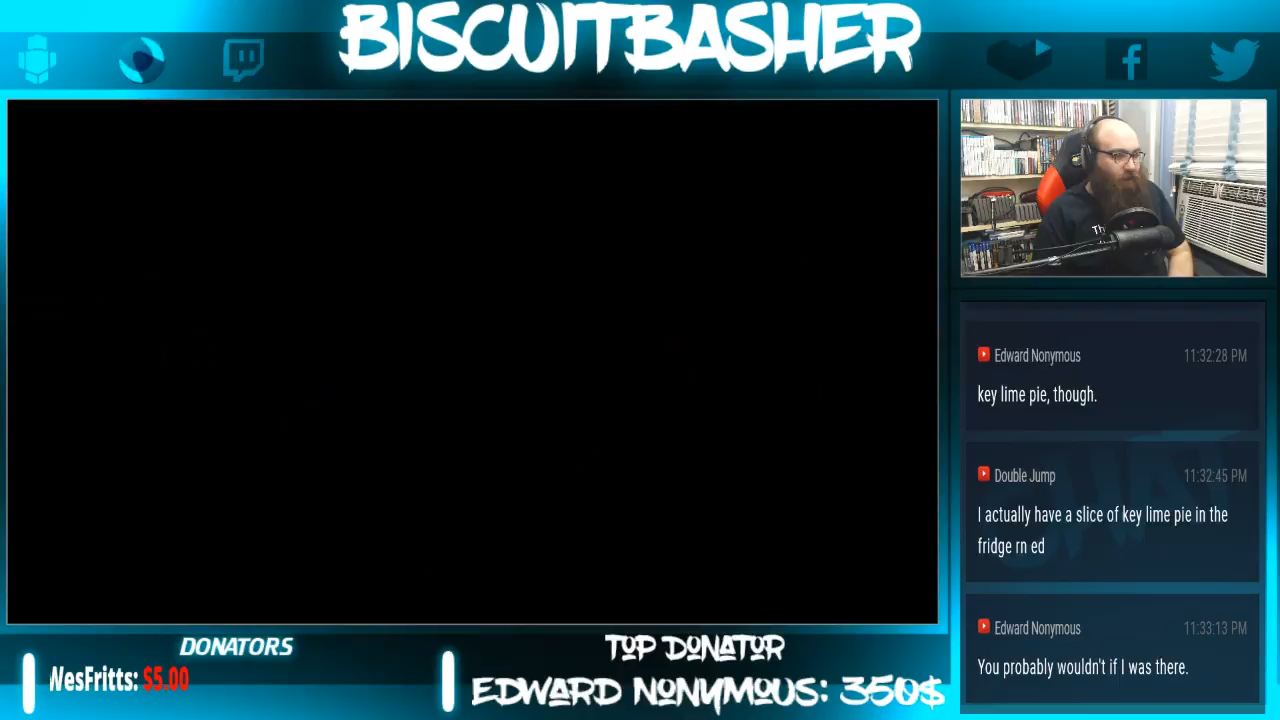 BISCUITBASHER
Edward Nonymous 11:32:28 PM
key lime pie, though.
Double Jump 11:32:45 PM
I actually have a slice of key lime pie in the
fridge rn ed
Edward Nonymous 11:33:13 PM
You probably wouldn't if I was there.
DONATORS
WesFritts: $5.00
TOP DONATOR
EDWARD NONYMOUS: 350$